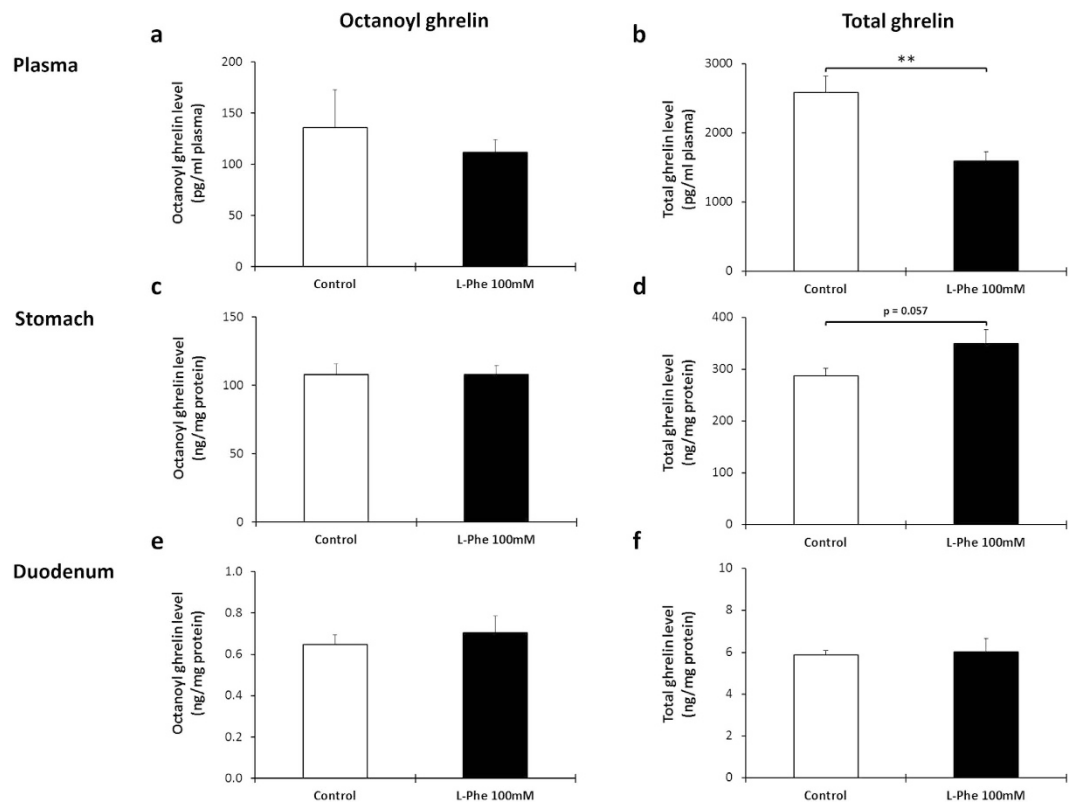 Octanoyl ghrelin
Total ghrelin
Plasma
a
Octanoyl ghrelin level
(pg/ml plasma)
200
150
100
50
0
Control
L-Phe 100mM
b
Total ghrelin level
(pg/ml plasma)
3000
2000
1000
0
**
Control
L-Phe 100mM
Stomach
c
Octanoyl ghrelin level
(ng/mg protein)
150
100
50
0
Control
L-Phe 100mM
d
Total ghrelin level
(ng/mg protein)
400
300
200
100
0
p = 0.057
Control
L-Phe 100mM
Duodenum
e
Octanoyl ghrelin level
(ng/mg protein)
1.0
0.8
0.6
0.4
0.2
0.0
Control
L-Phe 100mM
f
Total ghrelin level
(ng/mg protein)
10
8
6
4
2
0
Control
L-Phe 100mM